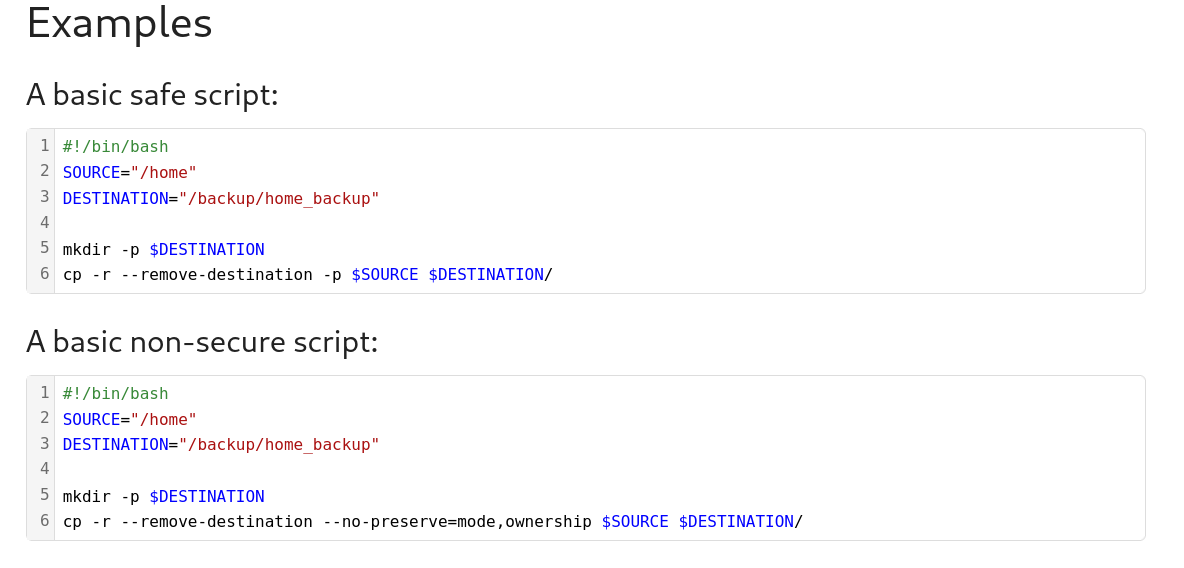 Examples
A basic safe script:
1 #!/bin/bash
2 SOURCE="/home"
3 DESTINATION="/backup/home_backup"
4
5 mkdir -p $DESTINATION
6 cp -r --remove-destination -p $SOURCE $DESTINATION/
A basic non-secure script:
1 #!/bin/bash
2 SOURCE="/home"
3 DESTINATION="/backup/home_backup"
4
5 mkdir -p $DESTINATION
6 cp -r --remove-destination --no-preserve=mode,ownership $SOURCE $DESTINATION/